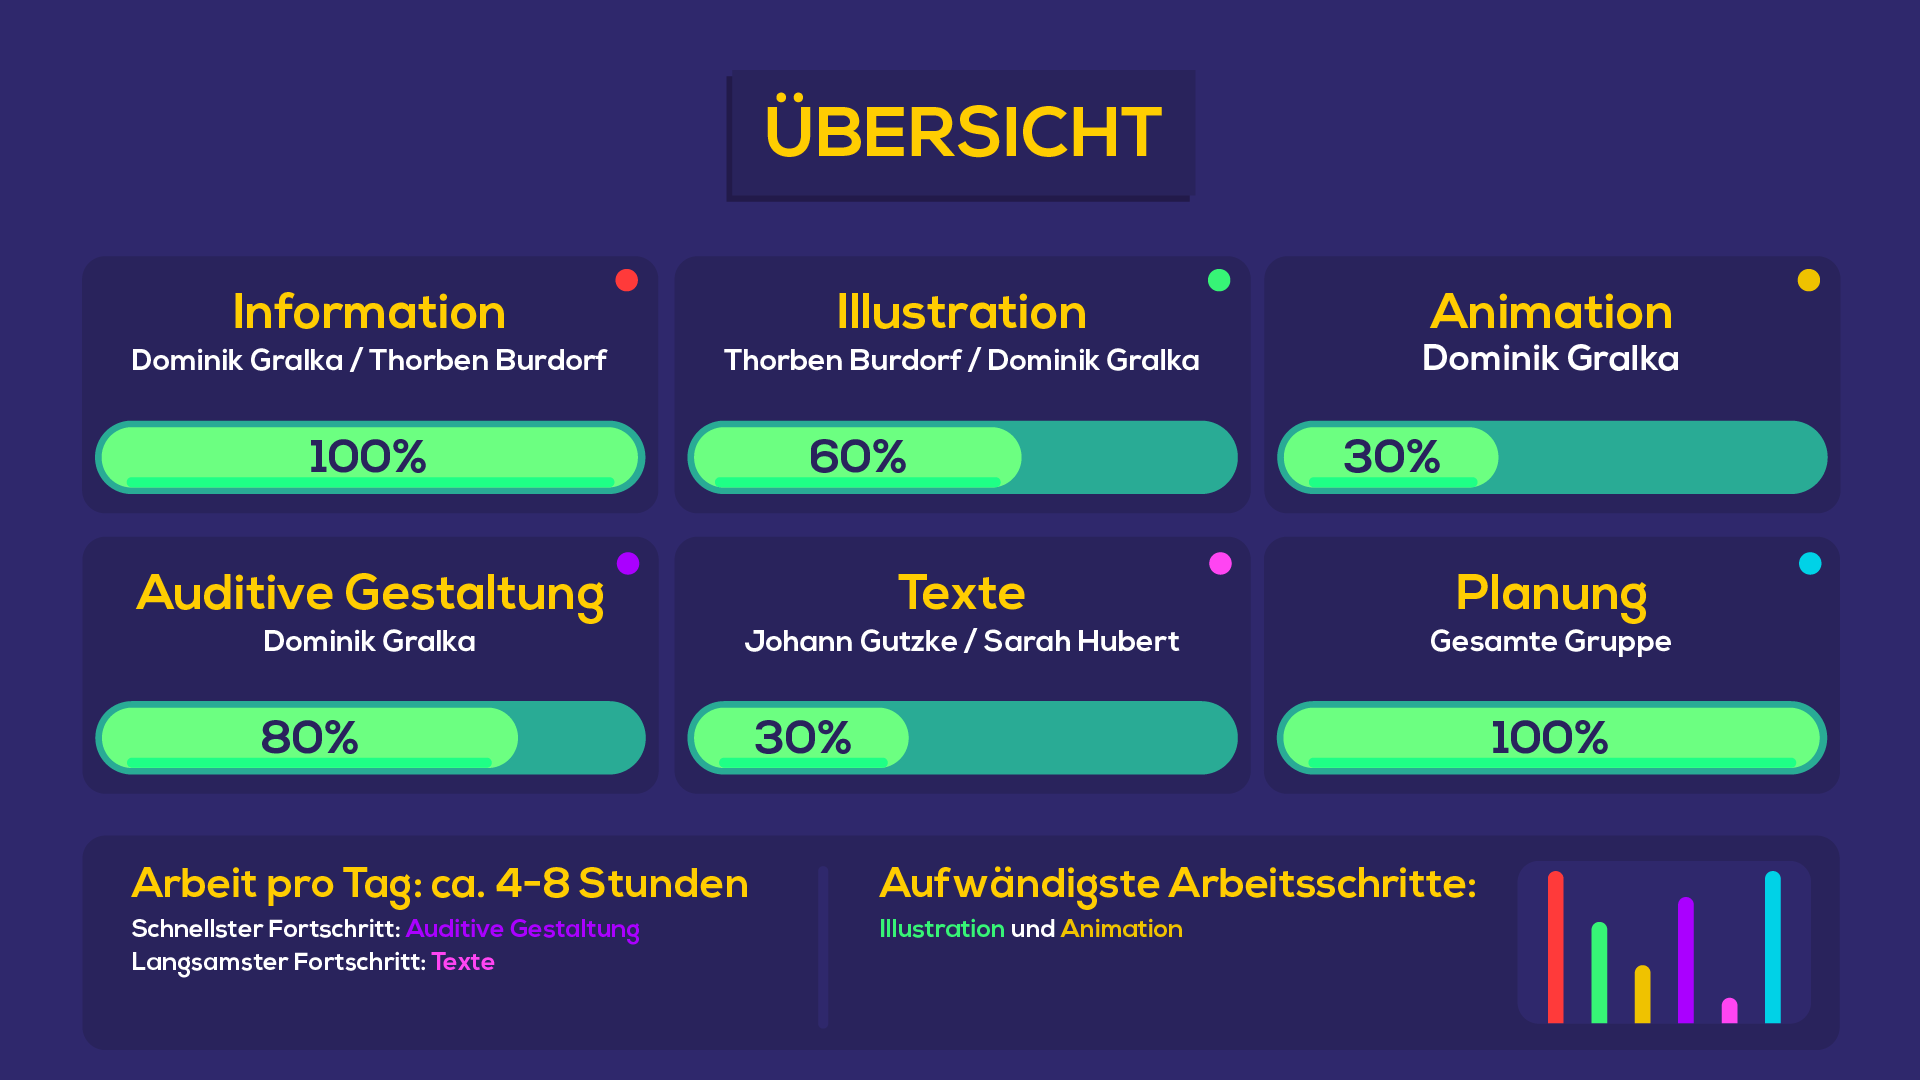 ÜBERSICHT
Information
Dominik Gralka / Thorben Burdorf
100%
Illustration
Thorben Burdorf / Dominik Gralka
60%
Animation
Dominik Gralka
30%
Auditive Gestaltung
Dominik Gralka
80%
Texte
Johann Gutzke / Sarah Hubert
30%
Planung
Gesamte Gruppe
100%
Arbeit pro Tag: ca. 4-8 Stunden
Schnellster Fortschritt: Auditive Gestaltung
Langsamster Fortschritt: Texte
Aufwändigste Arbeitsschritte:
Illustration und Animation